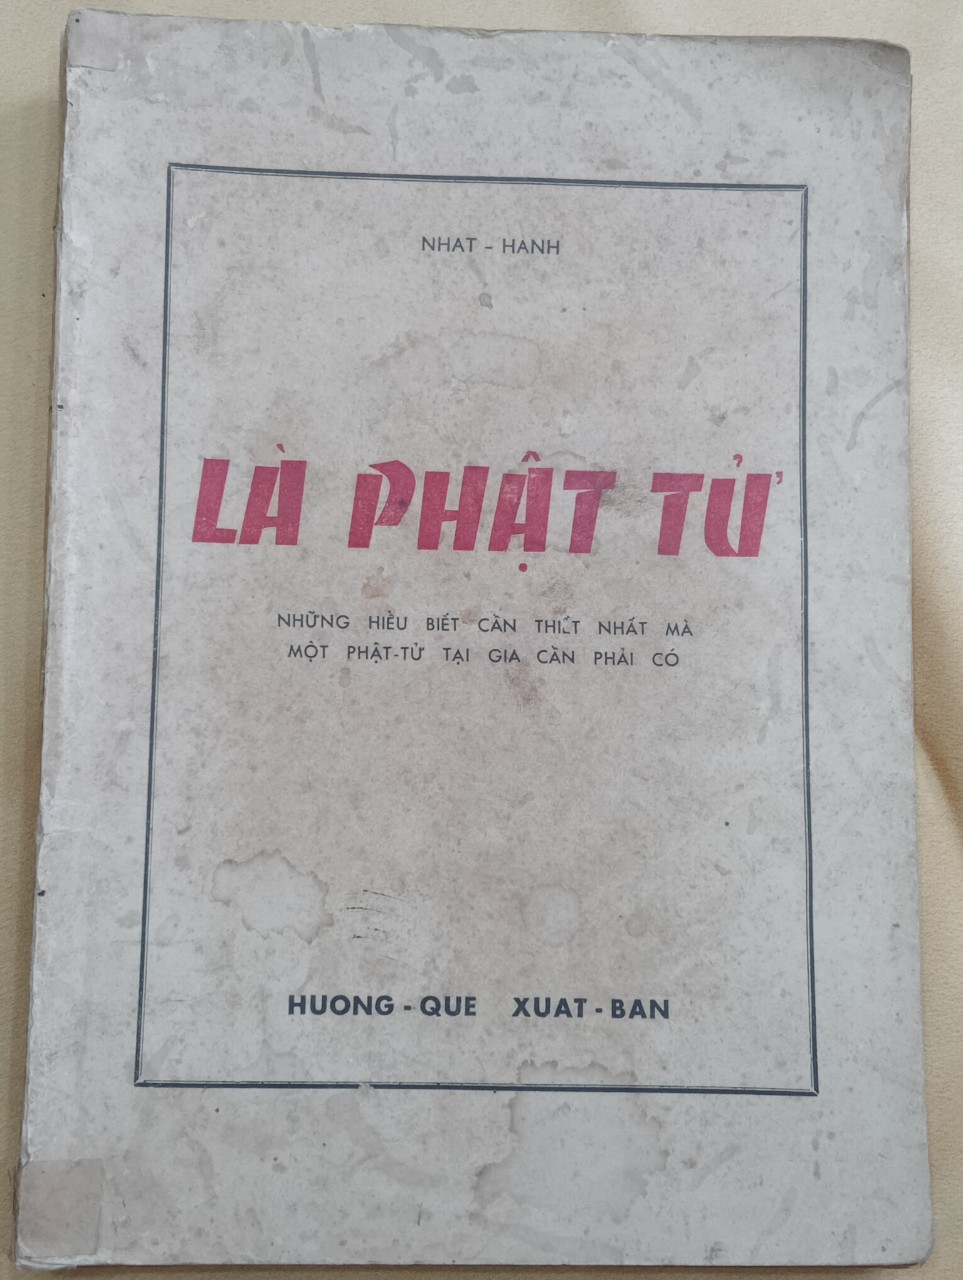 NHAT - HANH
LÀ PHẬT TỬ
NHỮNG HIỂU BIẾT CẦN THIẾT NHẤT MÀ
MỘT PHẬT-TỬ TẠI GIA CẦN PHẢI CÓ
HUONG - QUE XUAT - BAN